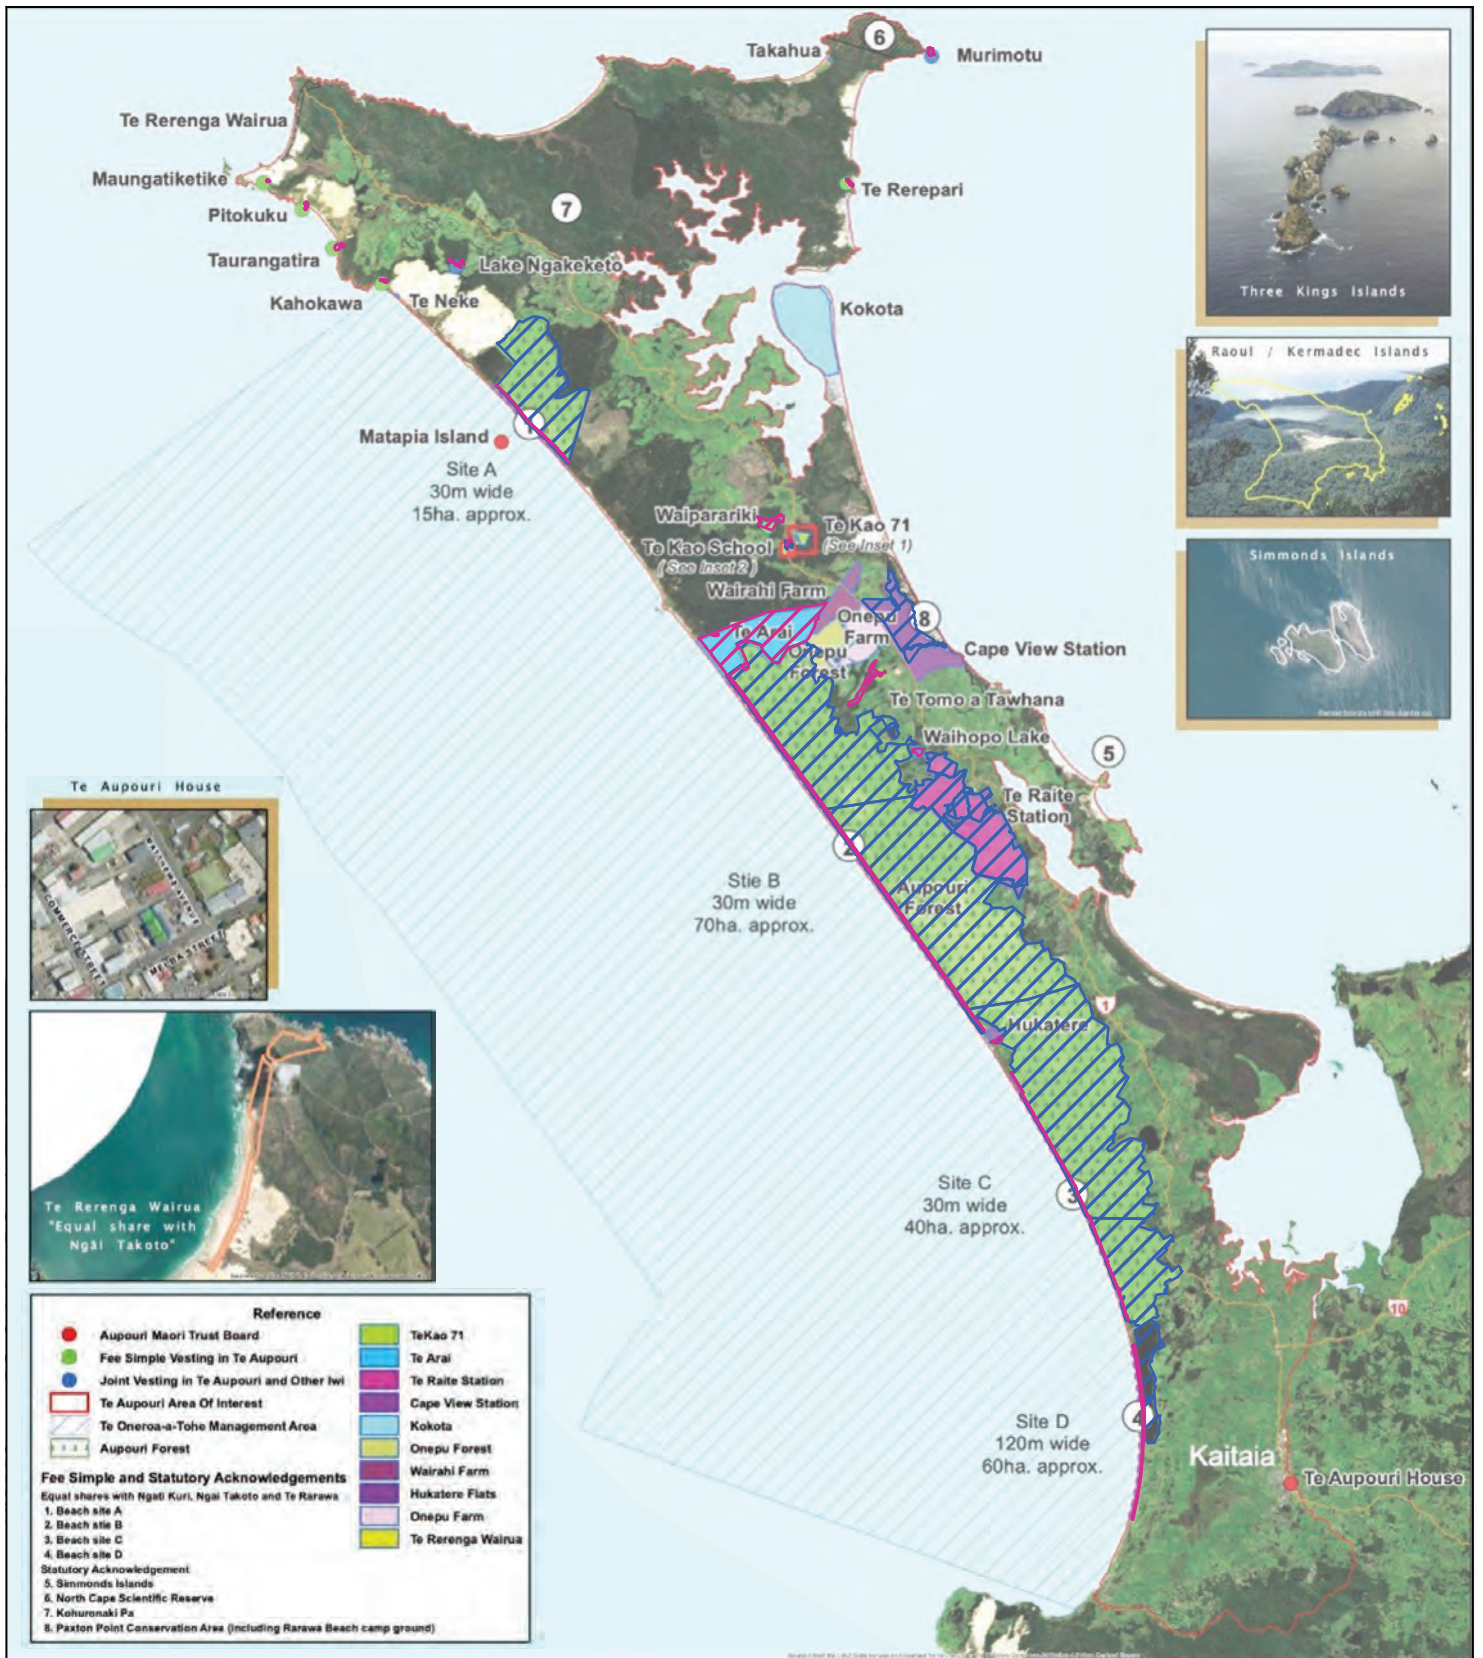 Takahua
6
Murimotu
Te Rerenga Wairua
Maungatiketike
Pitokuku
7
Te Rerepari
Taurangatira
Lake Ngakeketo
Kahokawa
Te Neke
Kokota
1
Matapia Island
Site A
30m wide
15ha. approx.
Waiparariki
Te Kao 71
(See Inset 1)
Te Kao School
(See Inset 2)
Wairahi Farm
Te Arai
Onepu
Farm
8
Onepu
Forest
Cape View Station
Te Tomo a Tawhana
Waihopo Lake
5
Te Raite
Station
2
Stie B
30m wide
70ha. approx.
Aupouri
Forest
1
Hukatere
Site C
30m wide
40ha. approx.
3
10
Site D
120m wide
60ha. approx.
4
Kaitaia
Te Aupouri House
Three Kings Islands
Raoul / Kermadec Islands
Simmonds Islands
Te Aupouri House
MATTHEWS AVENUE
COMMERCE STREET
MELBA STREET
Te Rerenga Wairua
"Equal share with
Ngāi Takoto"
Reference
Aupouri Maori Trust Board
Fee Simple Vesting in Te Aupouri
Joint Vesting in Te Aupouri and Other Iwi
Te Aupouri Area Of Interest
Te Oneroa-a-Tohe Management Area
Aupouri Forest
TeKao 71
Te Arai
Te Raite Station
Cape View Station
Kokota
Onepu Forest
Wairahi Farm
Hukatere Flats
Onepu Farm
Te Rerenga Wairua
Fee Simple and Statutory Acknowledgements
Equal shares with Ngati Kuri, Ngai Takoto and Te Rarawa
1. Beach site A
2. Beach stie B
3. Beach site C
4. Beach site D
Statutory Acknowledgement
5. Simmonds Islands
6. North Cape Scientific Reserve
7. Kohuronaki Pa
8. Paxton Point Conservation Area (including Rarawa Beach camp ground)